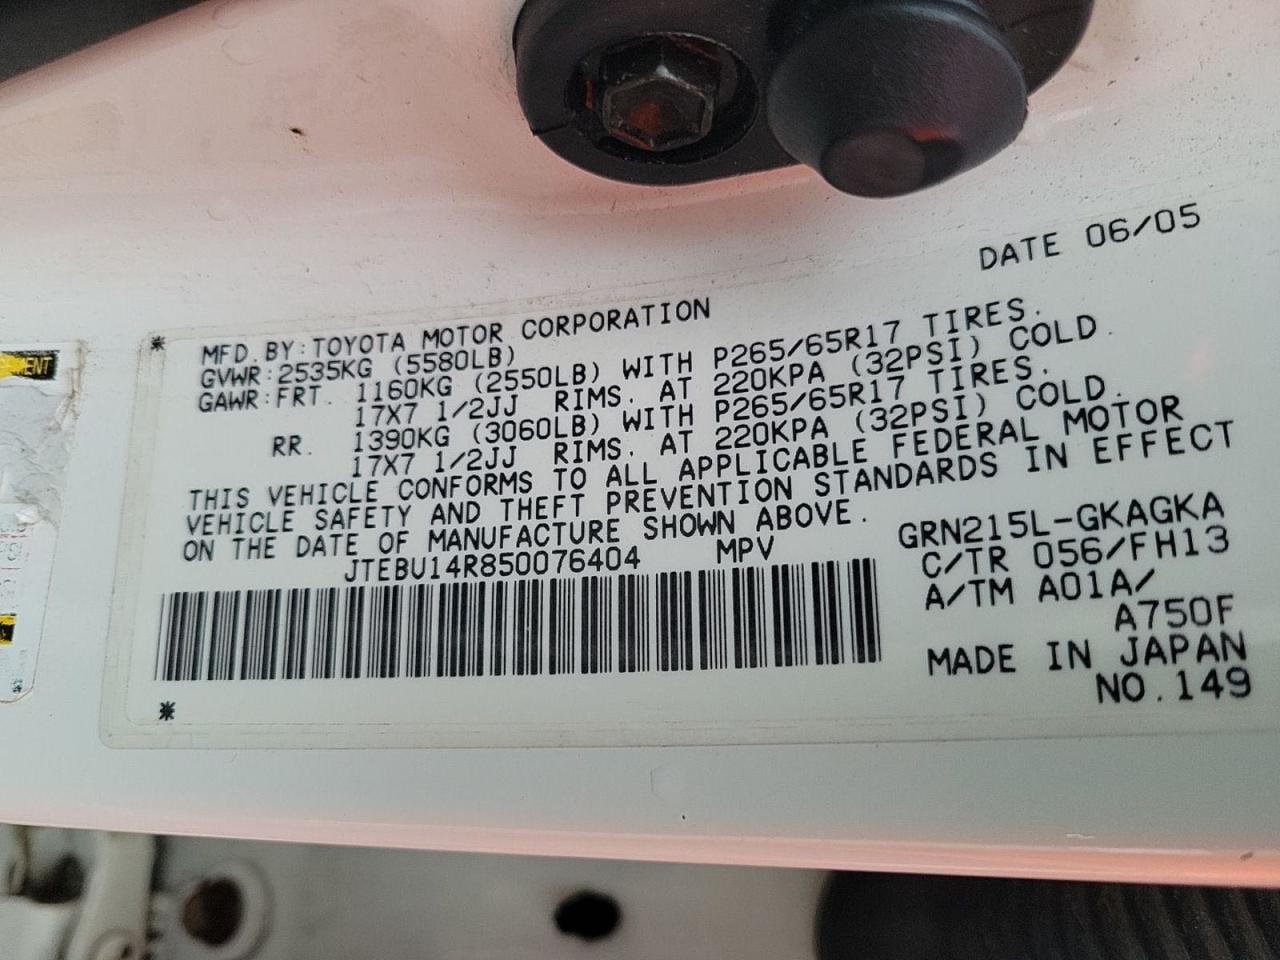 DATE 06/05
MFD. BY: TOYOTA MOTOR CORPORATION
GVWR: 2535KG (5580LB)
GAWR: FRT. 1160KG (2550LB) WITH P265/65R17 TIRES.
17X7 1/2JJ RIMS. AT 220KPA (32PSI) COLD.
RR. 1390KG (3060LB) WITH P265/65R17 TIRES.
17X7 1/2JJ RIMS. AT 220KPA (32PSI) COLD.
THIS VEHICLE CONFORMS TO ALL APPLICABLE FEDERAL MOTOR
VEHICLE SAFETY AND THEFT PREVENTION STANDARDS IN EFFECT
ON THE DATE OF MANUFACTURE SHOWN ABOVE.
JTEBU14R850076404 MPV
GRN215L-GKAGKA
C/TR 056/FH13
A/TM A01A/
A750F
MADE IN JAPAN
NO. 149